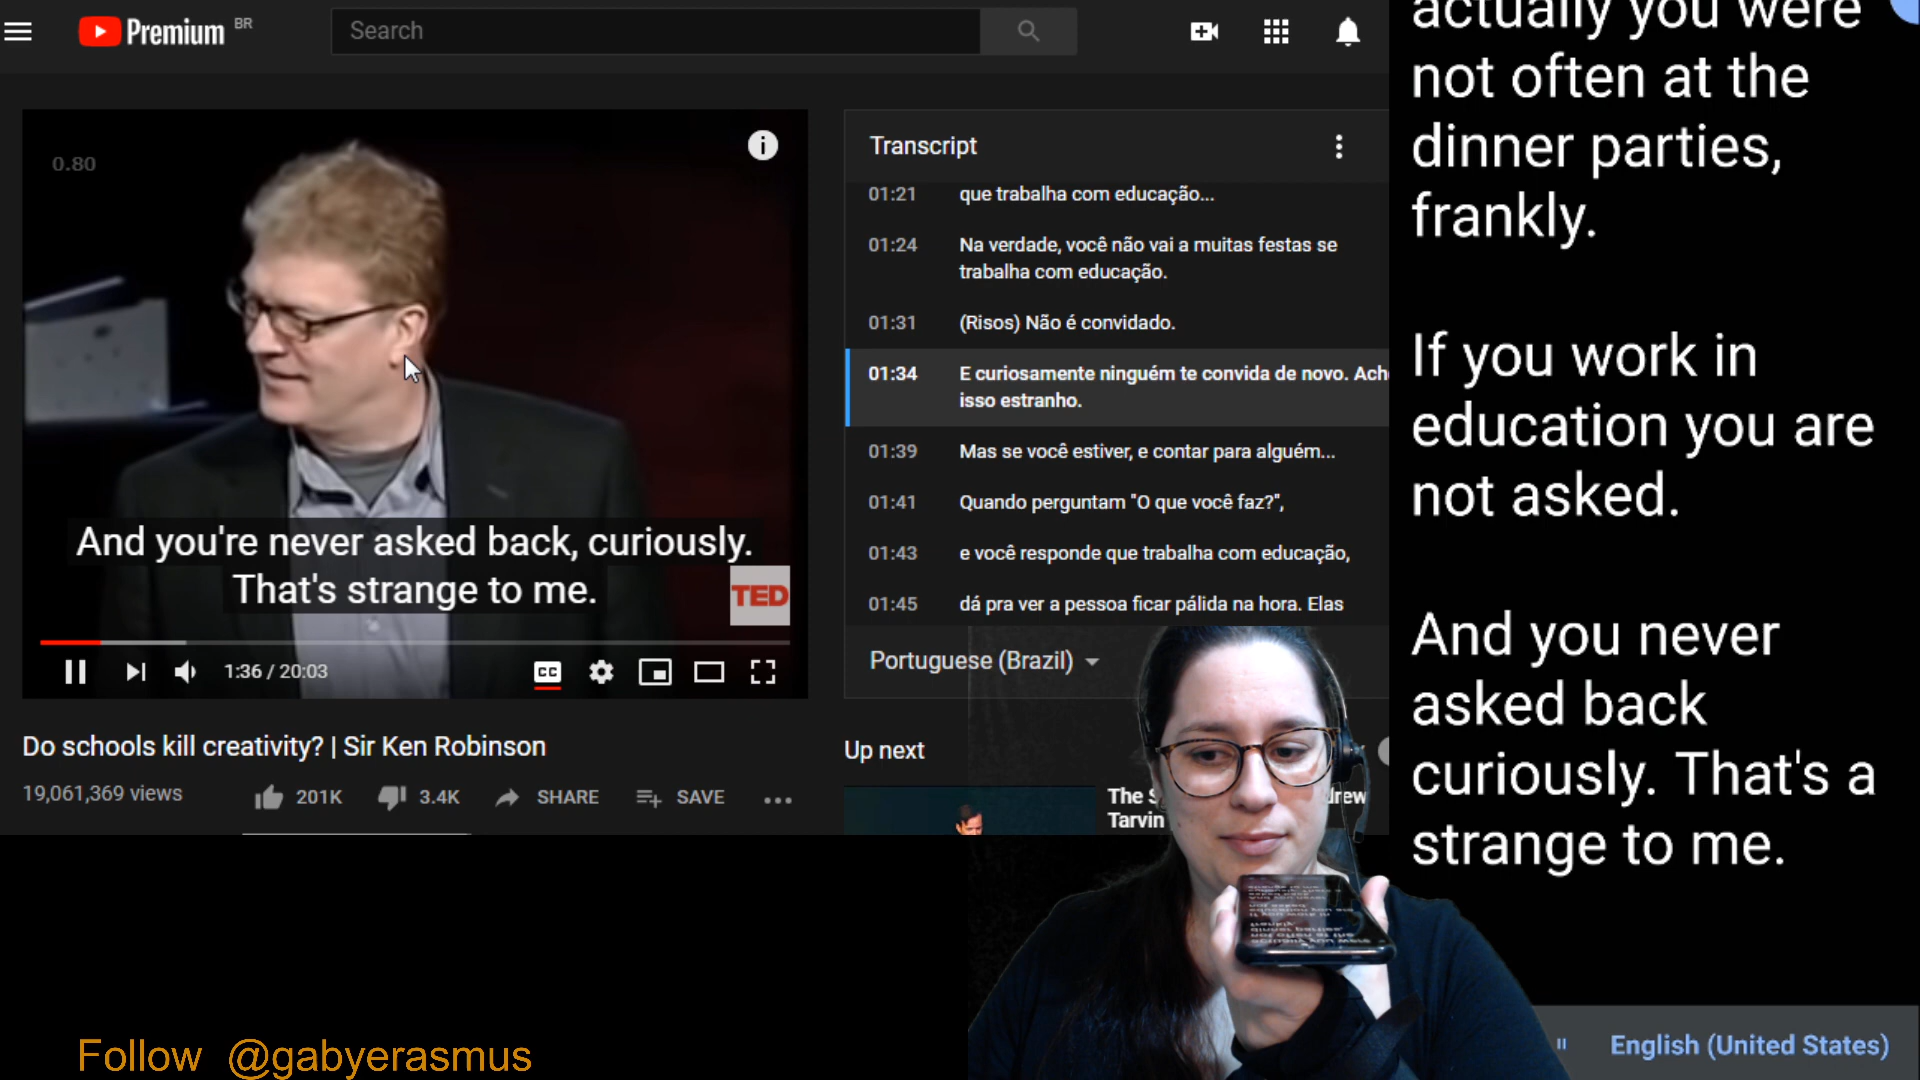 Premium BR
Search
0.80
And you're never asked back, curiously.
That's strange to me.
TED
1:36 / 20:03
CC
Do schools kill creativity? | Sir Ken Robinson
19,061,369 views
201K
3.4K
SHARE
SAVE
Transcript
01:21 que trabalha com educação...
01:24 Na verdade, você não vai a muitas festas se
trabalha com educação.
01:31 (Risos) Não é convidado.
01:34 E curiosamente ninguém te convida de novo. Ach
isso estranho.
01:39 Mas se você estiver, e contar para alguém...
01:41 Quando perguntam "O que você faz?",
01:43 e você responde que trabalha com educação,
01:45 dá pra ver a pessoa ficar pálida na hora. Elas
Portuguese (Brazil)
Up next
The S
drew
Tarvin
actually you were
not often at the
dinner parties,
frankly.
If you work in
education you are
not asked.
And you never
asked back
curiously. That's a
strange to me.
English (United States)
Follow @gabyerasmus